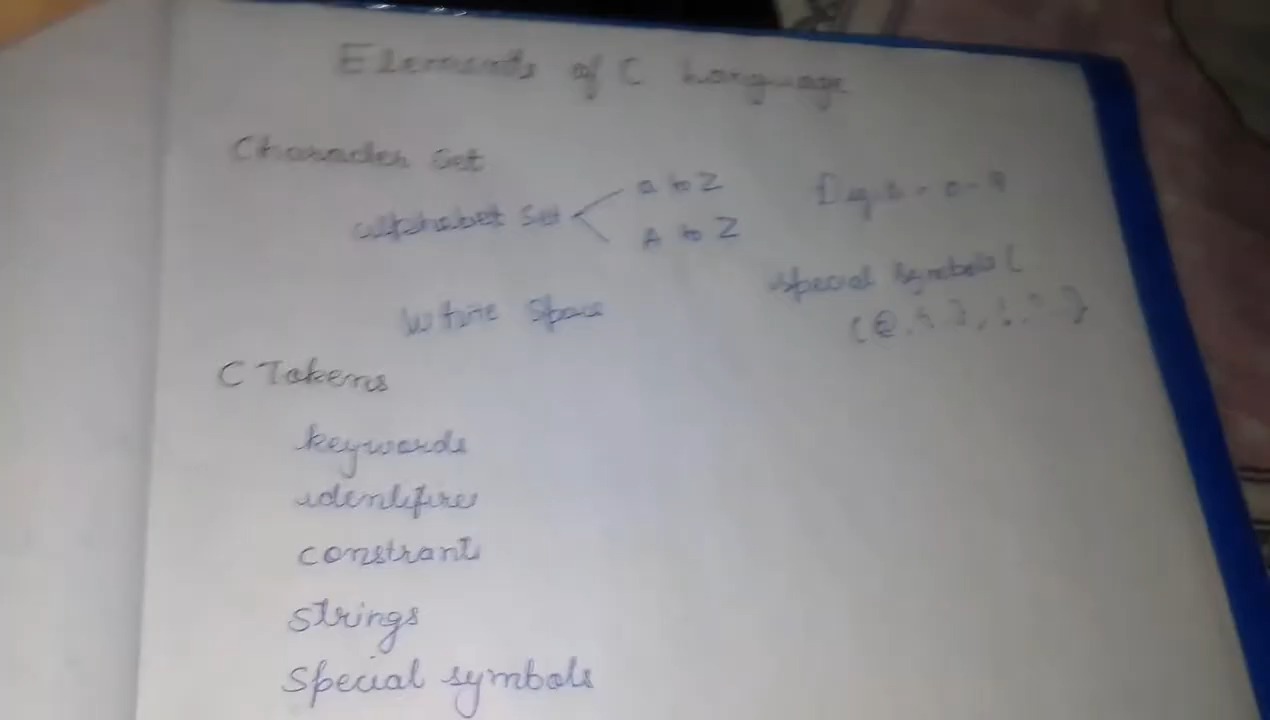 Elements of C Language
Character Set
alphabet Set a to Z
A to Z
Digits - 0 - 9
White Space
special symbols (
C Tokens
keywords
identifire
constrant
strings
special symbols